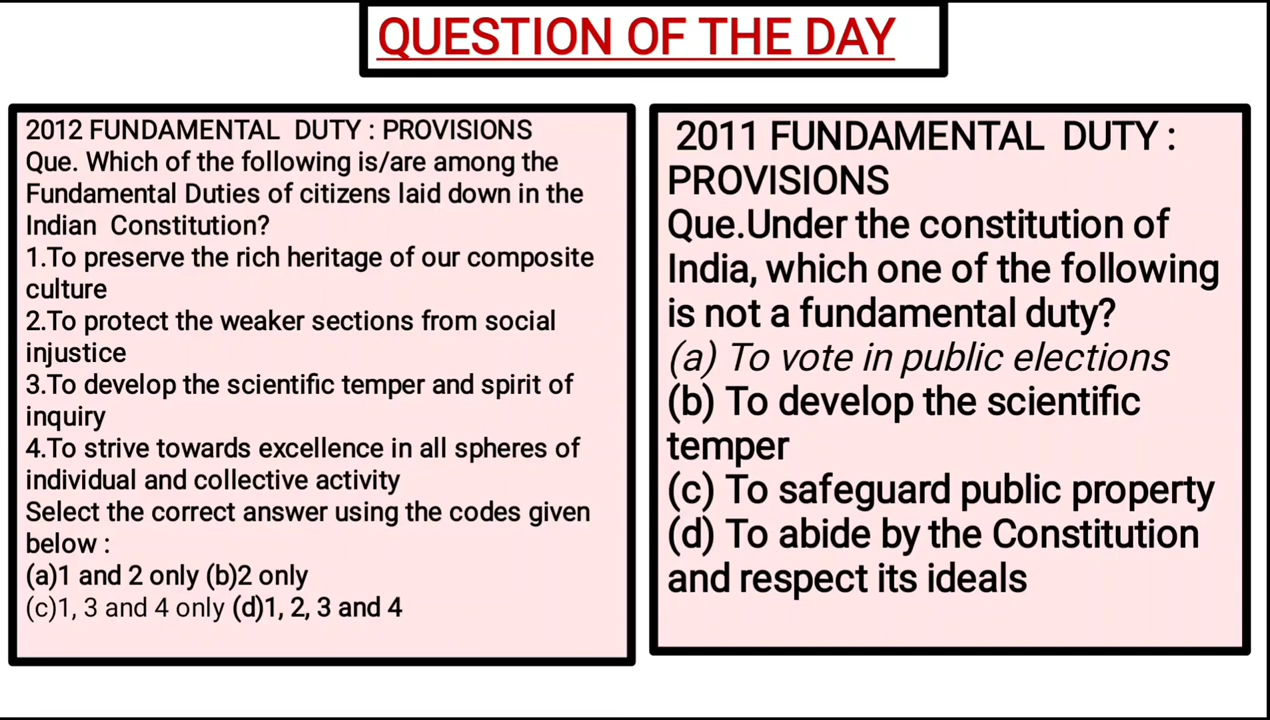 QUESTION OF THE DAY
2012 FUNDAMENTAL DUTY : PROVISIONS
Que. Which of the following is/are among the
Fundamental Duties of citizens laid down in the
Indian Constitution?
1.To preserve the rich heritage of our composite
culture
2.To protect the weaker sections from social
injustice
3.To develop the scientific temper and spirit of
inquiry
4.To strive towards excellence in all spheres of
individual and collective activity
Select the correct answer using the codes given
below :
(a)1 and 2 only (b)2 only
(c)1, 3 and 4 only (d)1, 2, 3 and 4
2011 FUNDAMENTAL DUTY :
PROVISIONS
Que.Under the constitution of
India, which one of the following
is not a fundamental duty?
(a) To vote in public elections
(b) To develop the scientific
temper
(c) To safeguard public property
(d) To abide by the Constitution
and respect its ideals